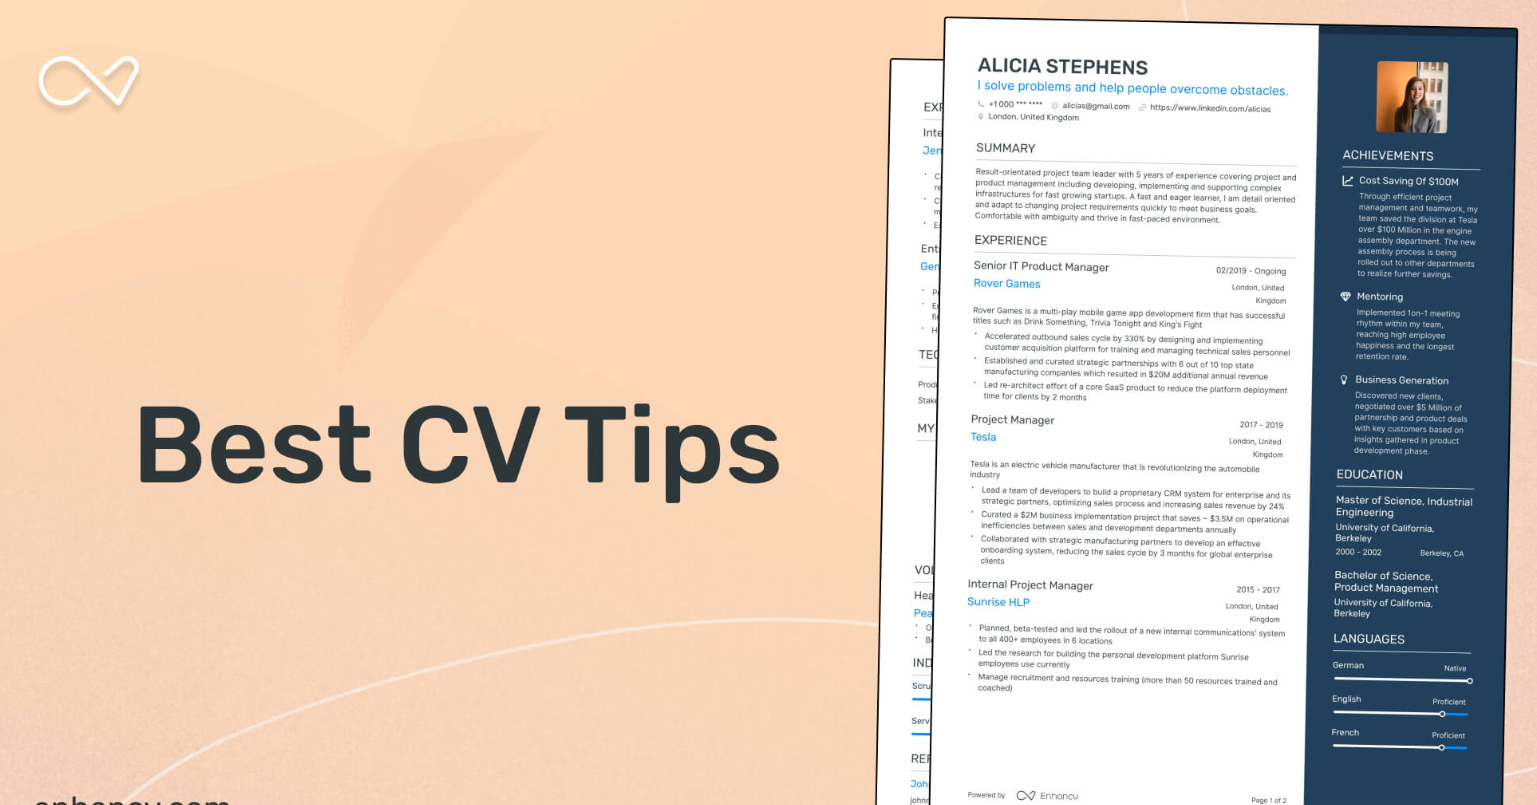 Best CV Tips
ALICIA STEPHENS
I solve problems and help people overcome obstacles.
+1 000 *** **** alicias@gmail.com https://www.linkedin.com/alicias
London, United Kingdom
SUMMARY
Result-orientated project team leader with 5 years of experience covering project and
product management including developing, implementing and supporting complex
infrastructures for fast growing startups. A fast and eager learner, I am detail oriented
and adapt to changing project requirements quickly to meet business goals.
Comfortable with ambiguity and thrive in fast-paced environment.
EXPERIENCE
Senior IT Product Manager 02/2019 - Ongoing
Rover Games London, United
Kingdom
Rover Games is a multi-play mobile game app development firm that has successful
titles such as Drink Something, Trivia Tonight and King's Fight
Accelerated outbound sales cycle by 330% by designing and implementing
customer acquisition platform for training and managing technical sales personnel
Established and curated strategic partnerships with 6 out of 10 top state
manufacturing companies which resulted in $20M additional annual revenue
Led re-architect effort of a core SaaS product to reduce the platform deployment
time for clients by 2 months
Project Manager 2017 - 2019
Tesla London, United
Kingdom
Tesla is an electric vehicle manufacturer that is revolutionizing the automobile
industry
Lead a team of developers to build a proprietary CRM system for enterprise and its
strategic partners, optimizing sales process and increasing sales revenue by 24%
Curated a $2M business implementation project that saves ~ $3.5M on operational
inefficiencies between sales and development departments annually
Collaborated with strategic manufacturing partners to develop an effective
onboarding system, reducing the sales cycle by 3 months for global enterprise
clients
Internal Project Manager 2015 - 2017
Sunrise HLP London, United
Kingdom
Planned, beta-tested and led the rollout of a new internal communications' system
to all 400+ employees in 6 locations
Led the research for building the personal development platform Sunrise
employees use currently
Manage recruitment and resources training (more than 50 resources trained and
coached)
Powered by Enhancv
Page 1 of 2
ACHIEVEMENTS
Cost Saving Of $100M
Through efficient project
management and teamwork, my
team saved the division at Tesla
over $100 Million in the engine
assembly department. The new
assembly process is being
rolled out to other departments
to realize further savings.
Mentoring
Implemented 1on-1 meeting
rhythm within my team,
reaching high employee
happiness and the longest
retention rate.
Business Generation
Discovered new clients,
negotiated over $5 Million of
partnership and product deals
with key customers based on
insights gathered in product
development phase.
EDUCATION
Master of Science, Industrial
Engineering
University of California,
Berkeley
2000 - 2002 Berkeley, CA
Bachelor of Science,
Product Management
University of California,
Berkeley
LANGUAGES
German Native
English Proficient
French Proficient